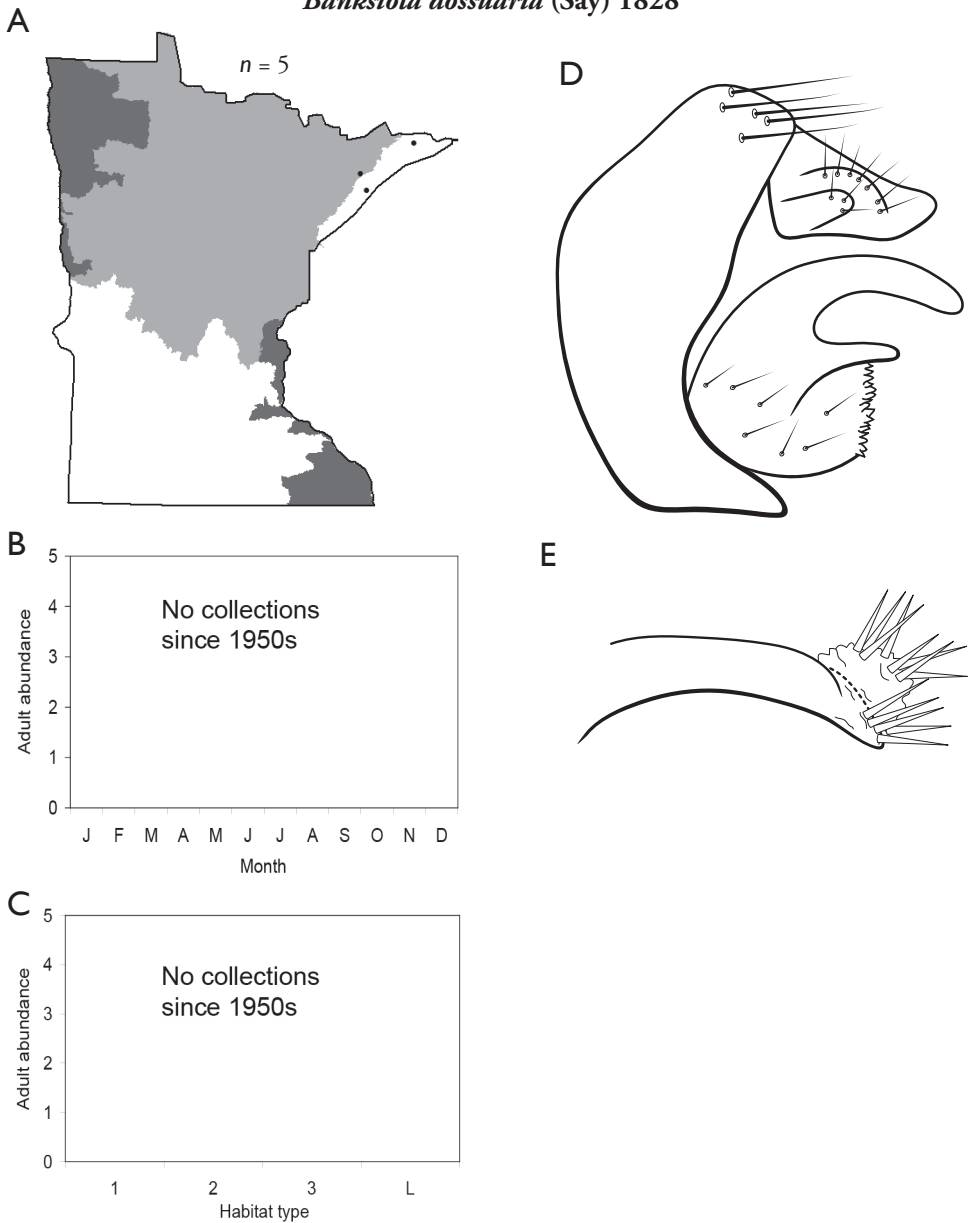 Banksiola dossuaria (Say) 1828
A
n = 5
D
B
5
4
3
2
1
0
Adult abundance
No collections
since 1950s
J F M A M J J A S O N D
Month
E
C
5
4
3
2
1
0
Adult abundance
No collections
since 1950s
1 2 3 L
Habitat type